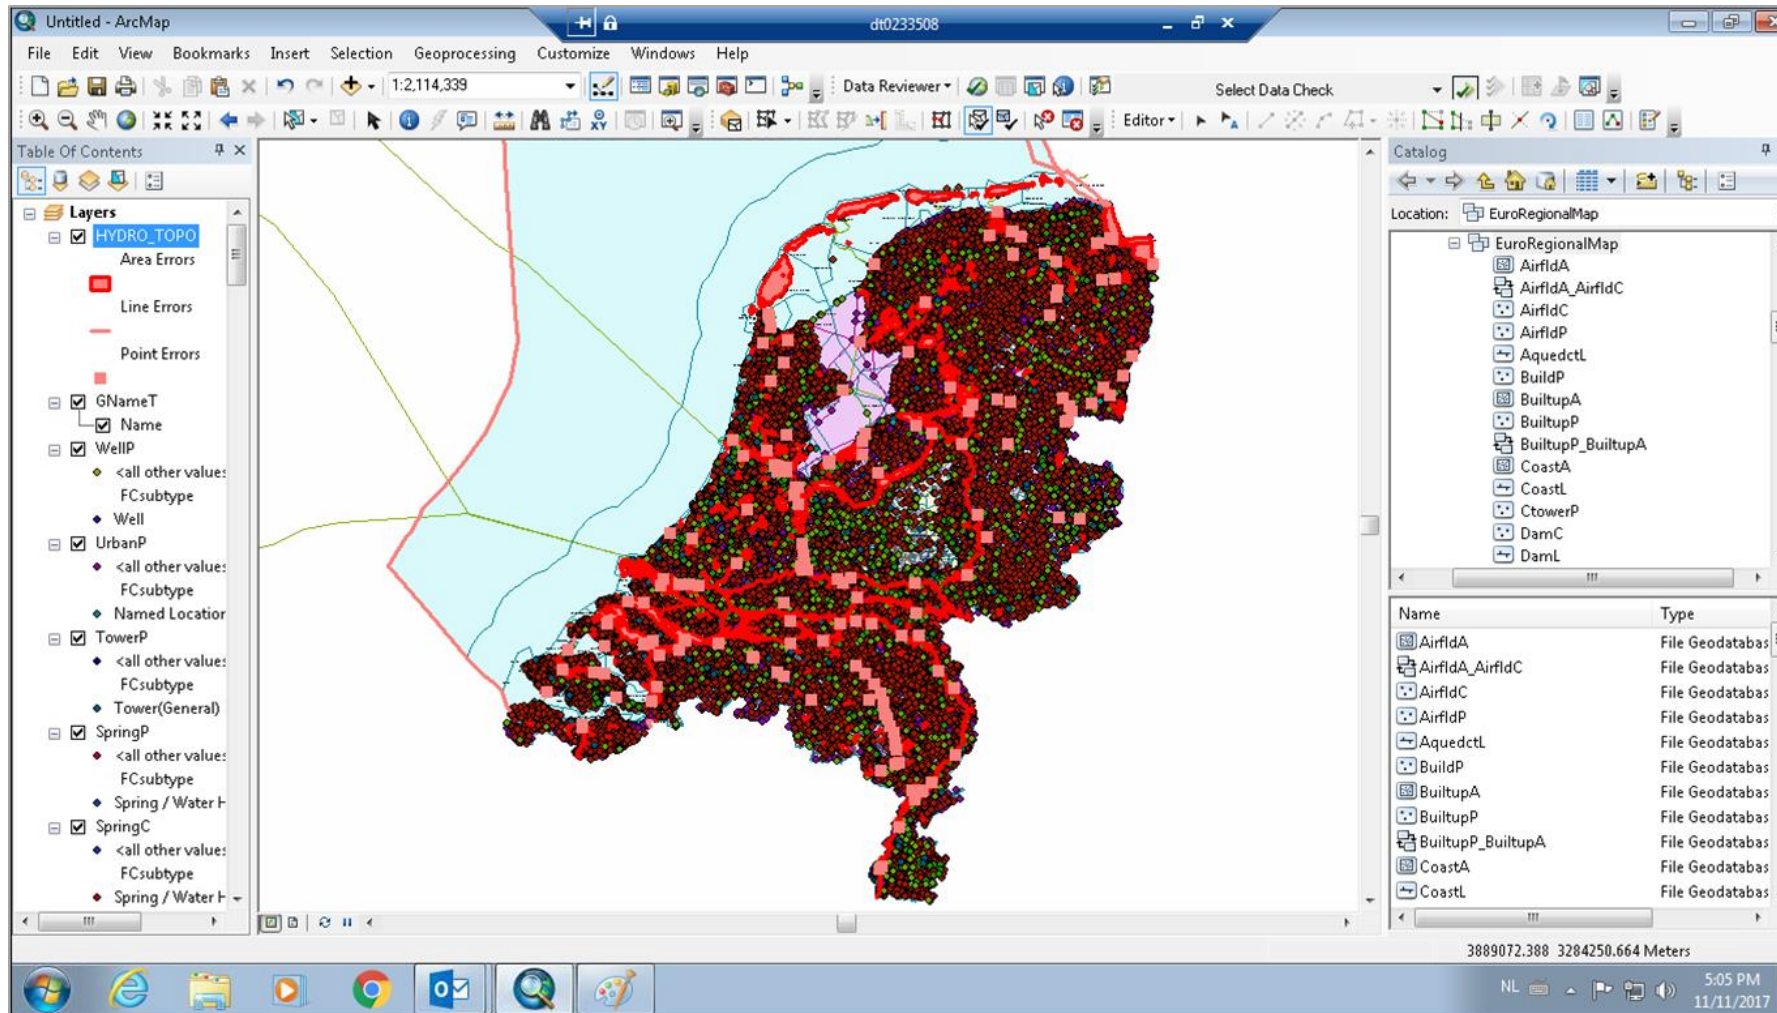 Untitled - ArcMap
dt0233508
File Edit View Bookmarks Insert Selection Geoprocessing Customize Windows Help
1:2,114,339
Data Reviewer
Select Data Check
Editor
Table Of Contents
Catalog
Layers
HYDRO_TOPO
Area Errors
Line Errors
Point Errors
GNameT
Name
WellP
<all other values
FCsubtype
Well
UrbanP
<all other values
FCsubtype
Named Location
TowerP
<all other values
FCsubtype
Tower(General)
SpringP
<all other values
FCsubtype
Spring / Water H
SpringC
<all other values
FCsubtype
Spring / Water H
Location: EuroRegionalMap
EuroRegionalMap
AirfldA
AirfldA_AirfldC
AirfldC
AirfldP
AquedctL
BuildP
BuiltupA
BuiltupP
BuiltupP_BuiltupA
CoastA
CoastL
CtowerP
DamC
DamL
Name Type
AirfldA File Geodatabas
AirfldA_AirfldC File Geodatabas
AirfldC File Geodatabas
AirfldP File Geodatabas
AquedctL File Geodatabas
BuildP File Geodatabas
BuiltupA File Geodatabas
BuiltupP File Geodatabas
BuiltupP_BuiltupA File Geodatabas
CoastA File Geodatabas
CoastL File Geodatabas
3889072.388 3284250.664 Meters
NL
5:05 PM
11/11/2017